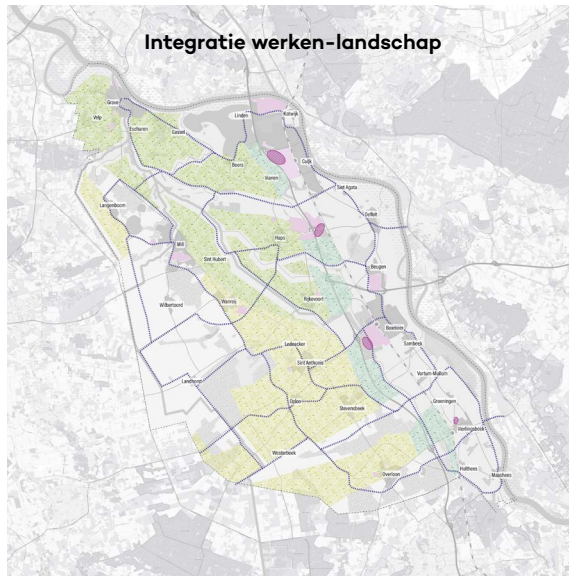 Integratie werken-landschap
Grave
Katwijk
Linden
Velp
Escharen
Gassel
Cuijk
Beers
Vianen
Sint Agata
Langenboom
Oeffelt
Mill
Haps
Sint Hubert
Beugen
Wilbertoord
Wanroij
Rijkevoort
Boxmeer
Ledeacker
Sambeek
Sint Anthonis
Landhorst
Vortum-Mullem
Oploo
Stevensbeek
Groeningen
Vierlingsbeek
Westerbeek
Overloon
Holthees
Maashees